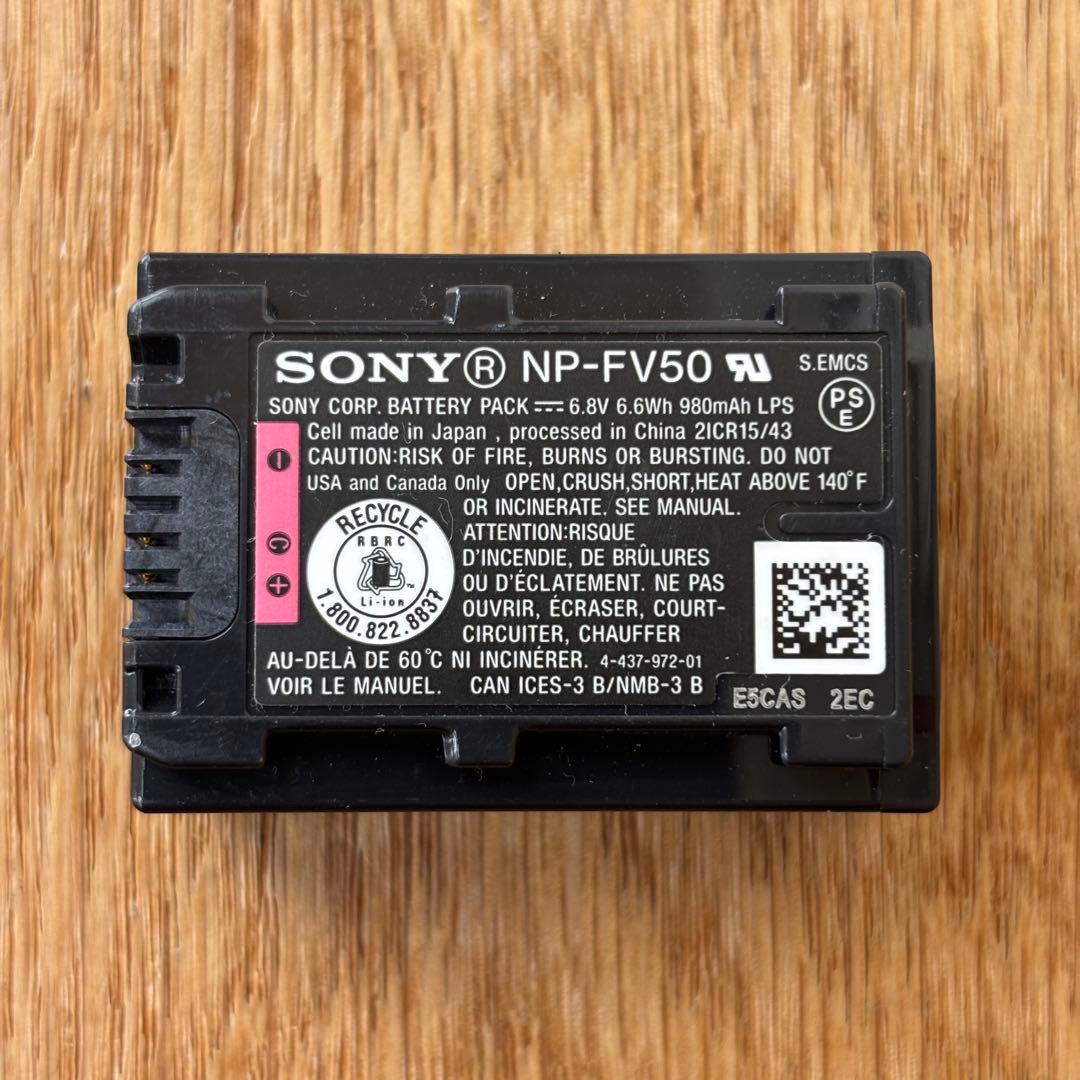 SONY® NP-FV50 RU S.EMCS
SONY CORP. BATTERY PACK ⎓ 6.8V 6.6Wh 980mAh LPS
PS
E
Cell made in Japan , processed in China 2ICR15/43
CAUTION:RISK OF FIRE, BURNS OR BURSTING. DO NOT
USA and Canada Only OPEN,CRUSH,SHORT,HEAT ABOVE 140°F
OR INCINERATE. SEE MANUAL.
ATTENTION:RISQUE
D'INCENDIE, DE BRÛLURES
OU D'ÉCLATEMENT. NE PAS
OUVRIR, ÉCRASER, COURT-
CIRCUITER, CHAUFFER
AU-DELÀ DE 60°C NI INCINÉRER. 4-437-972-01
VOIR LE MANUEL. CAN ICES-3 B/NMB-3 B
−
C
+
RECYCLE
RBRC
TM
Li-ion
1.800.822.8837
E5CAS 2EC